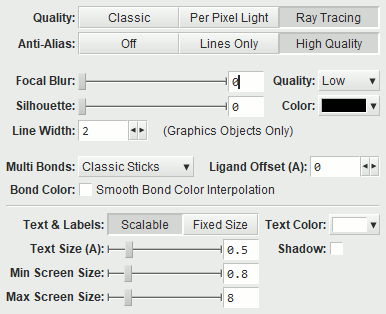 Quality: Classic Per Pixel Light Ray Tracing
Anti-Alias: Off Lines Only High Quality
Focal Blur: 0 Quality: Low
Silhouette: 0 Color:
Line Width: 2 (Graphics Objects Only)
Multi Bonds: Classic Sticks Ligand Offset (A): 0
Bond Color: Smooth Bond Color Interpolation
Text & Labels: Scalable Fixed Size Text Color:
Text Size (A): 0.5 Shadow:
Min Screen Size: 0.8
Max Screen Size: 8